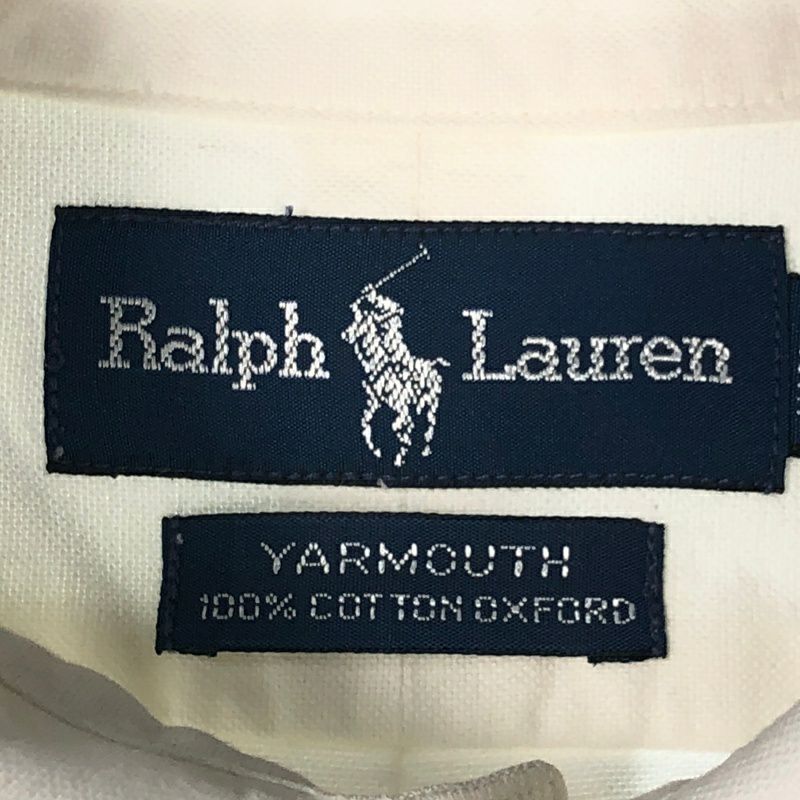 Ralph Lauren
YARMOUTH
100% COTTON OXFORD